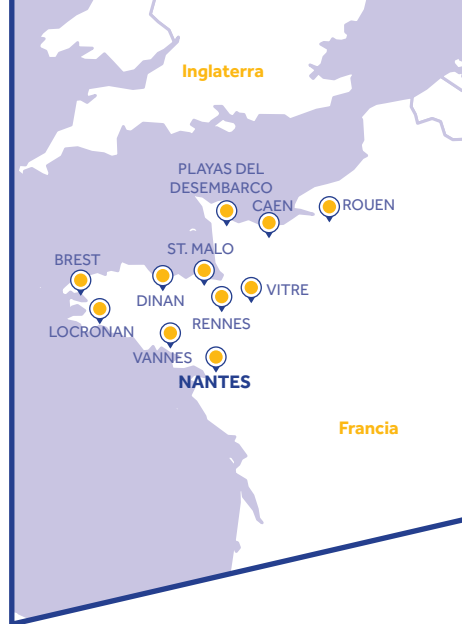 Inglaterra
PLAYAS DEL
DESEMBARCO
CAEN
ROUEN
ST. MALO
BREST
DINAN
VITRE
RENNES
LOCRONAN
VANNES
NANTES
Francia